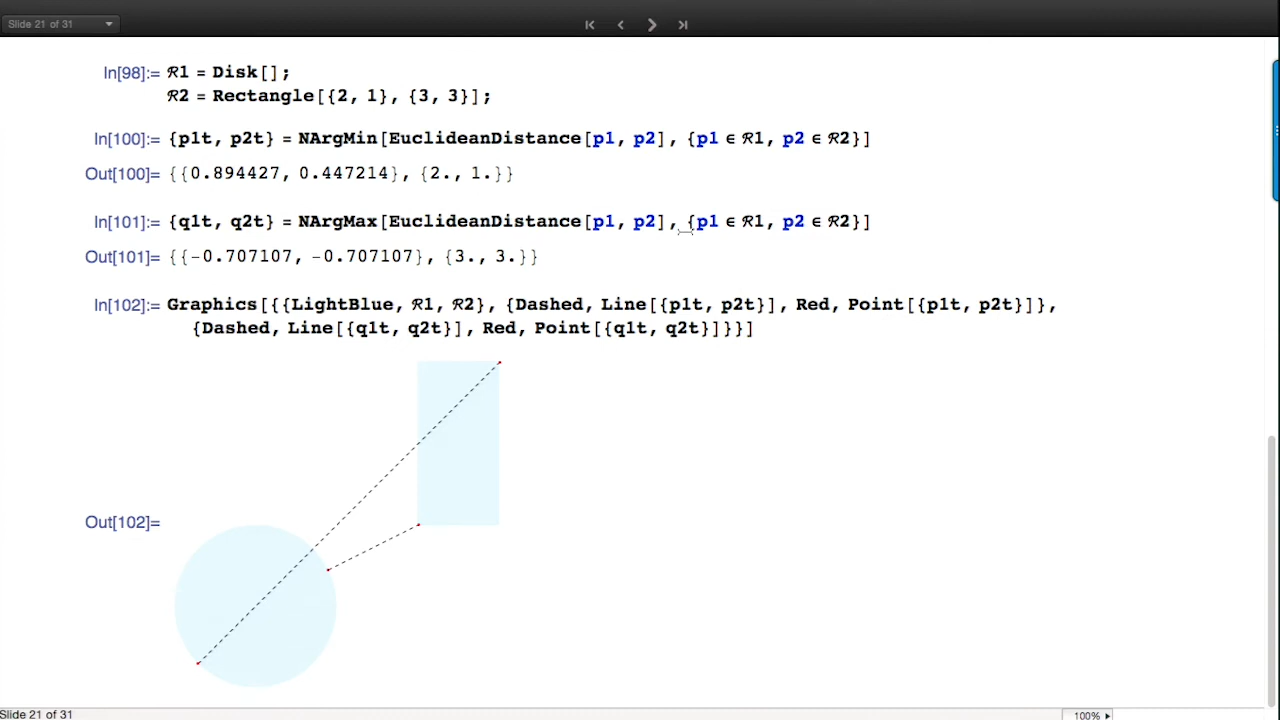 Slide 21 of 31
In[98]:= ℛ1 = Disk[];
ℛ2 = Rectangle[{2, 1}, {3, 3}];
In[100]:= {p1t, p2t} = NArgMin[EuclideanDistance[p1, p2], {p1 ∈ ℛ1, p2 ∈ ℛ2}]
Out[100]= {{0.894427, 0.447214}, {2., 1.}}
In[101]:= {q1t, q2t} = NArgMax[EuclideanDistance[p1, p2], {p1 ∈ ℛ1, p2 ∈ ℛ2}]
Out[101]= {{-0.707107, -0.707107}, {3., 3.}}
In[102]:= Graphics[{{LightBlue, ℛ1, ℛ2}, {Dashed, Line[{p1t, p2t}], Red, Point[{p1t, p2t}]},
{Dashed, Line[{q1t, q2t}], Red, Point[{q1t, q2t}]}}]
Out[102]=
Slide 21 of 31
100%